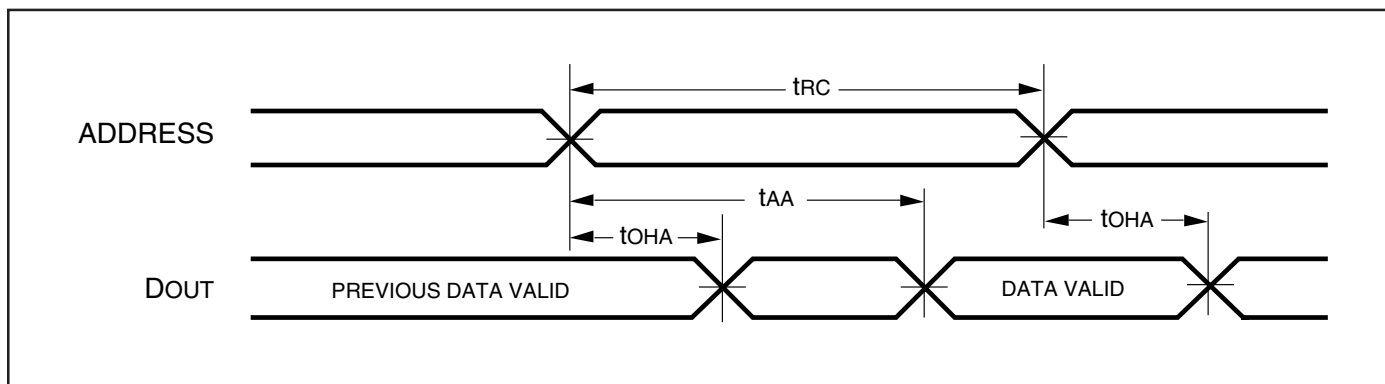 tRC
ADDRESS
tAA
tOHA
tOHA
DOUT
PREVIOUS DATA VALID
DATA VALID